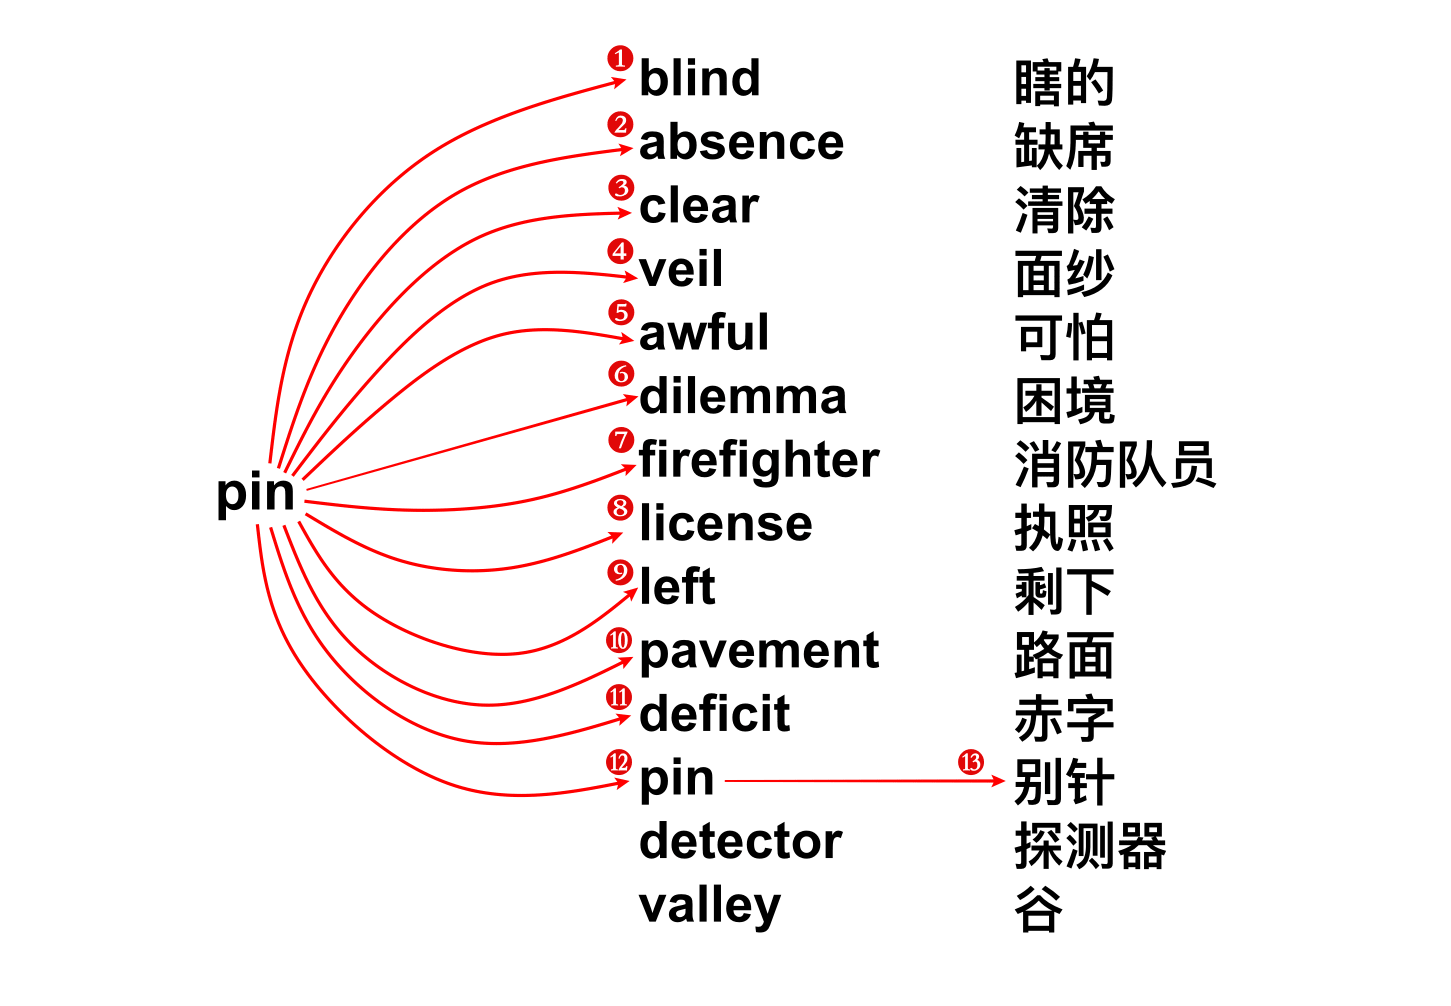 ❶ blind 瞎的
❷ absence 缺席
❸ clear 清除
❹ veil 面纱
❺ awful 可怕
❻ dilemma 困境
❼ firefighter 消防队员
pin
❽ license 执照
❾ left 剩下
❿ pavement 路面
⓫ deficit 赤字
⓬ pin ⓭ 别针
detector 探测器
valley 谷